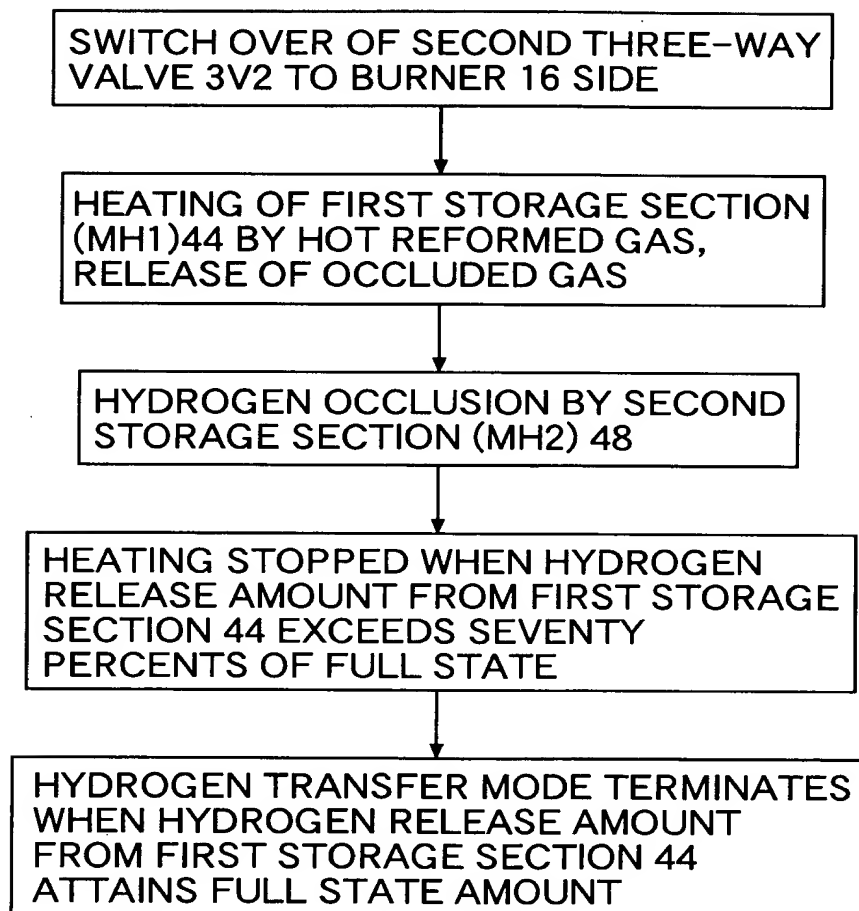 SWITCH OVER OF SECOND THREE-WAY
VALVE 3V2 TO BURNER 16 SIDE
HEATING OF FIRST STORAGE SECTION
(MH1)44 BY HOT REFORMED GAS,
RELEASE OF OCCLUDED GAS
HYDROGEN OCCLUSION BY SECOND
STORAGE SECTION (MH2) 48
HEATING STOPPED WHEN HYDROGEN
RELEASE AMOUNT FROM FIRST STORAGE
SECTION 44 EXCEEDS SEVENTY
PERCENTS OF FULL STATE
HYDROGEN TRANSFER MODE TERMINATES
WHEN HYDROGEN RELEASE AMOUNT
FROM FIRST STORAGE SECTION 44
ATTAINS FULL STATE AMOUNT